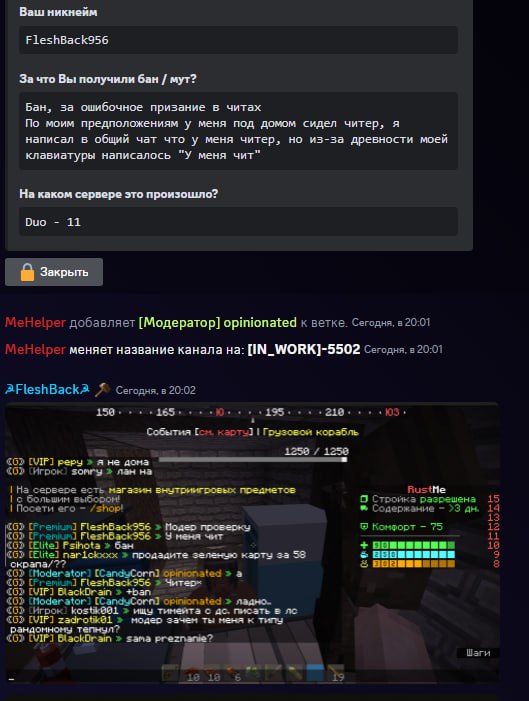 Ваш никнейм
FleshBack956
За что Вы получили бан / мут?
Бан, за ошибочное призание в читах
По моим предположениям у меня под домом сидел читер, я
написал в общий чат что у меня читер, но из-за древности моей
клавиатуры написалось "У меня чит"
На каком сервере это произошло?
Duo - 11
Закрыть
MeHelper добавляет [Модератор] opinionated к ветке. Сегодня, в 20:01
MeHelper меняет название канала на: [IN_WORK]-5502 Сегодня, в 20:01
☭FleshBack☭ Сегодня, в 20:02
150 · · · · 165 · · · · Ю · · · · 195 · · · · 210 · · · · ЮЗ ·
События [см. карту] | Грузовой корабль
1250 / 1250
(G) [VIP] pepy » я не дома
(G) [Игрок] somry » лан на
| На сервере есть магазин внутриигровых предметов
| с большим выбором!
| Посети его - /shop!
(G) [Premium] FleshBack956 » Модер проверку
(G) [Premium] FleshBack956 » У меня чит
(G) [Elite] Fsihota » бан
(G) [Elite] nar1ckxxx » продадите зеленую карту за 58
скрапа/??
(G) [Moderator] [CandyCorn] opinionated » а
(G) [Premium] FleshBack956 » Читер*
(G) [VIP] BlackDrain » +ban
(G) [Moderator] [CandyCorn] opinionated » ладно..
(G) [Игрок] kostik001 » ищу тимейта с дс писать в лс
(G) [VIP] zadrotik01 » модер зачем ты меня к типу
рандомному тепнул?
(G) [VIP] BlackDrain » sama preznanie?
RustMe
Стройка разрешена 15
Содержание - >3 дн. 14
13
Комфорт - 75 12
11
10
9
8
Шаги
10 10 6 19